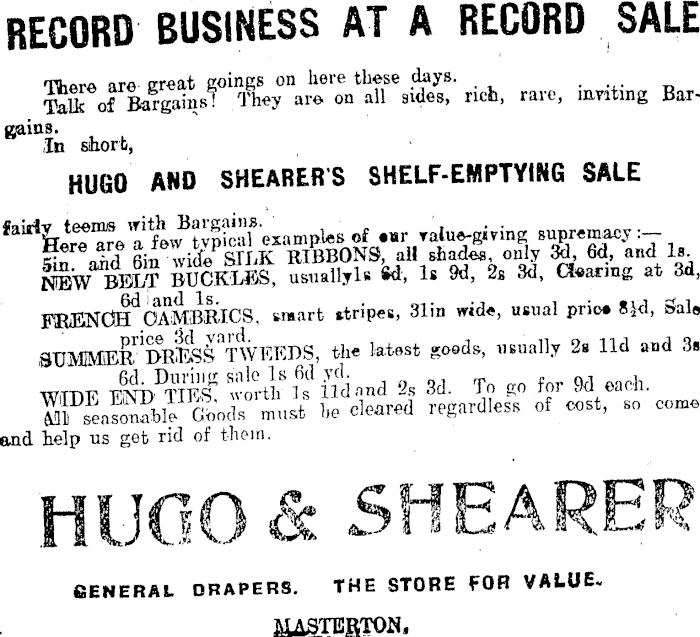 RECORD BUSINESS AT A RECORD SALE
There are great goings on here these days.
Talk of Bargains! They are on all sides, rich, rare, inviting Bar-
gains.
In short,
HUGO AND SHEARER'S SHELF-EMPTYING SALE
fairly teems with Bargains.
Here are a few typical examples of our value-giving supremacy:—
5in. and 6in wide SILK RIBBONS, all shades, only 3d, 6d, and 1s.
NEW BELT BUCKLES, usually1s 6d, 1s 9d, 2s 3d, Clearing at 3d,
6d and 1s.
FRENCH CAMBRICS, smart stripes, 31in wide, usual price 8½d, Sale
price 3d yard.
SUMMER DRESS TWEEDS, the latest goods, usually 2s 11d and 3s
6d. During sale 1s 6d yd.
WIDE END TIES, worth 1s 11d and 2s 3d. To go for 9d each.
All seasonable Goods must be cleared regardless of cost, so come
and help us get rid of them.
HUGO & SHEARER
GENERAL DRAPERS. THE STORE FOR VALUE.
MASTERTON.